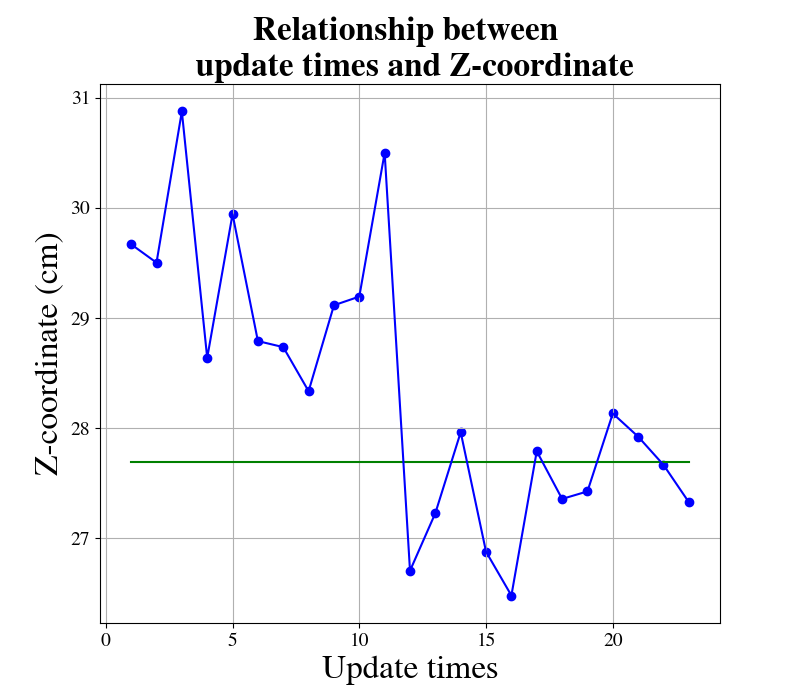 Relationship between
update times and Z-coordinate
31
30
29
28
27
Z-coordinate (cm)
0 5 10 15 20
Update times